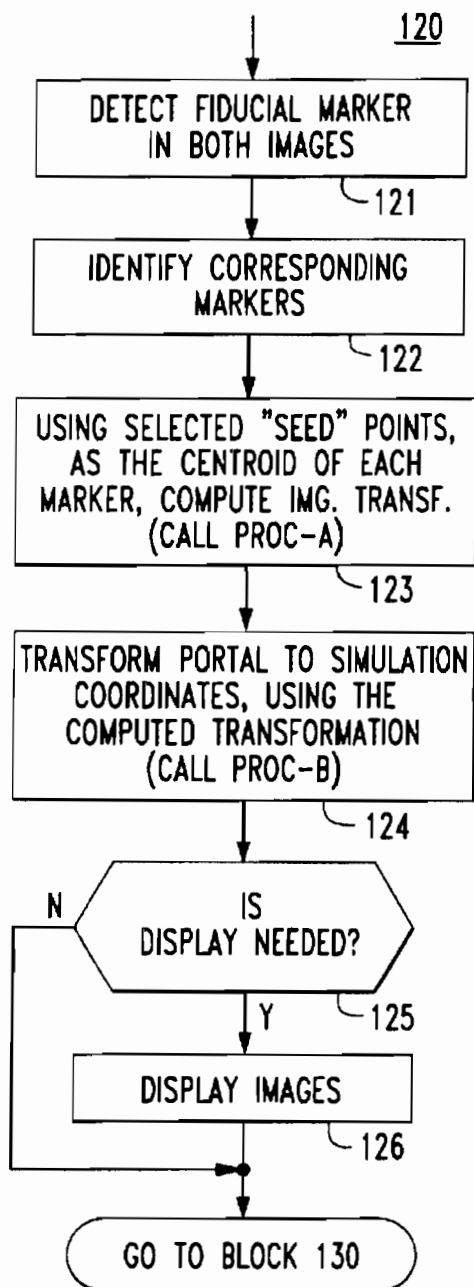 120
DETECT FIDUCIAL MARKER
IN BOTH IMAGES
121
IDENTIFY CORRESPONDING
MARKERS
122
USING SELECTED "SEED" POINTS,
AS THE CENTROID OF EACH
MARKER, COMPUTE IMG. TRANSF.
(CALL PROC-A)
123
TRANSFORM PORTAL TO SIMULATION
COORDINATES, USING THE
COMPUTED TRANSFORMATION
(CALL PROC-B)
124
N
IS
DISPLAY NEEDED?
125
Y
DISPLAY IMAGES
126
GO TO BLOCK 130